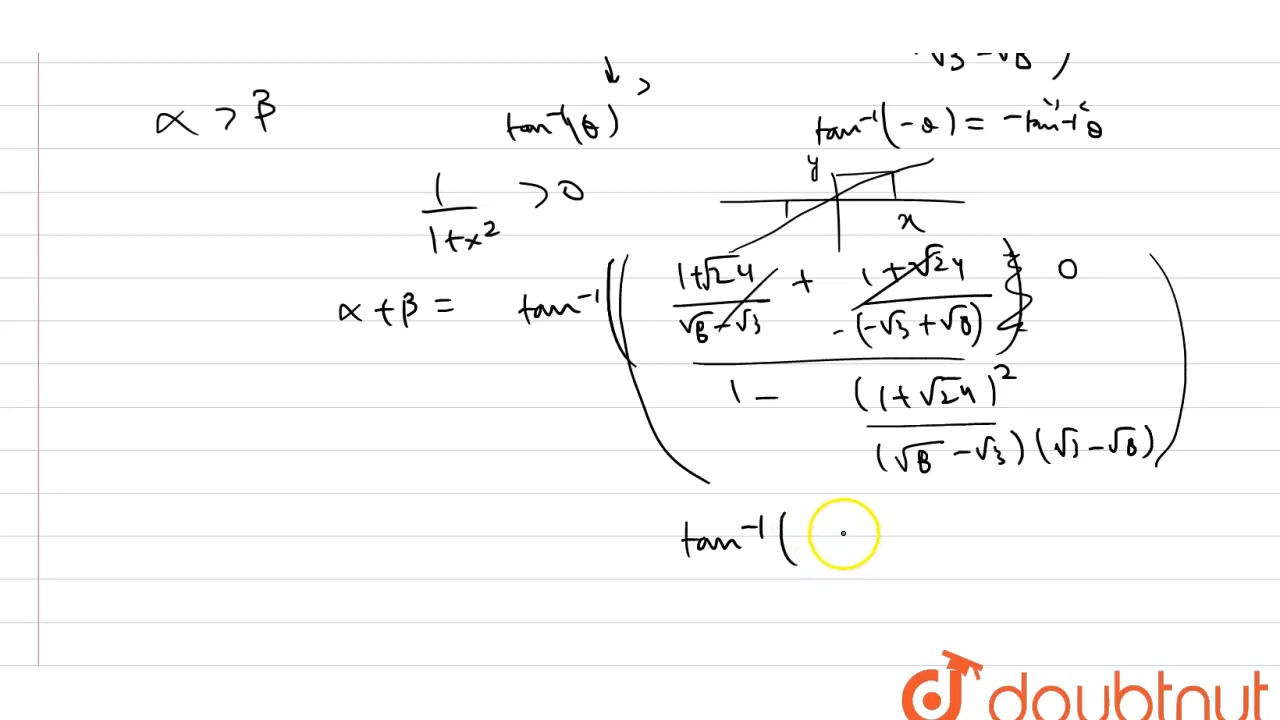 √3 - √8 )
α > β
tan⁻¹(θ) >
tan⁻¹(-θ) = -tan⁻¹θ
1/(1+x²) > 0
y
x
α + β = tan⁻¹(( (1+√24)/(√8-√3) + (1+√24)/(-(-√3+√8)) ) 0
1 - (1+√24)²/((√8-√3)(√3-√8)) )
tan⁻¹(
doubtnut